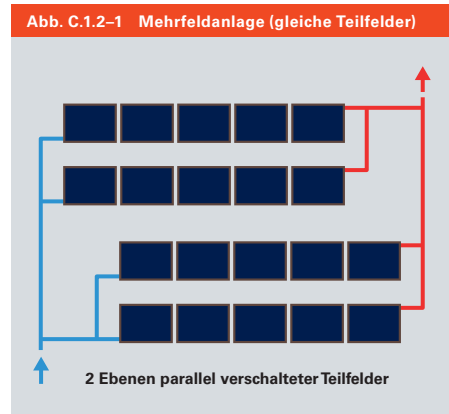 Abb. C.1.2–1 Mehrfeldanlage (gleiche Teilfelder)
2 Ebenen parallel verschalteter Teilfelder